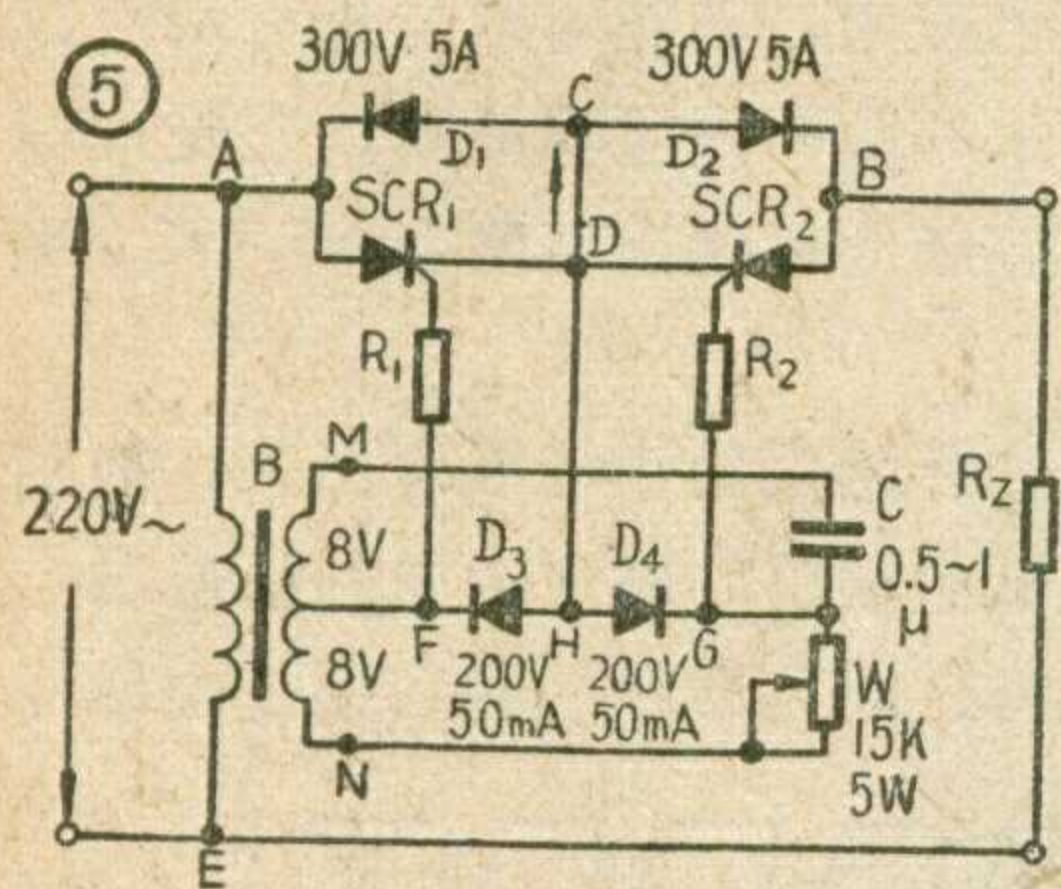 5
300V 5A
300V 5A
C
A
D₁
D₂
B
SCR₁
SCR₂
D
R₁
R₂
M
B
220V~
8V
D₃
D₄
C
0.5~1
μ
R_Z
F
H
G
8V
200V
50mA
200V
50mA
W
15K
5W
N
E